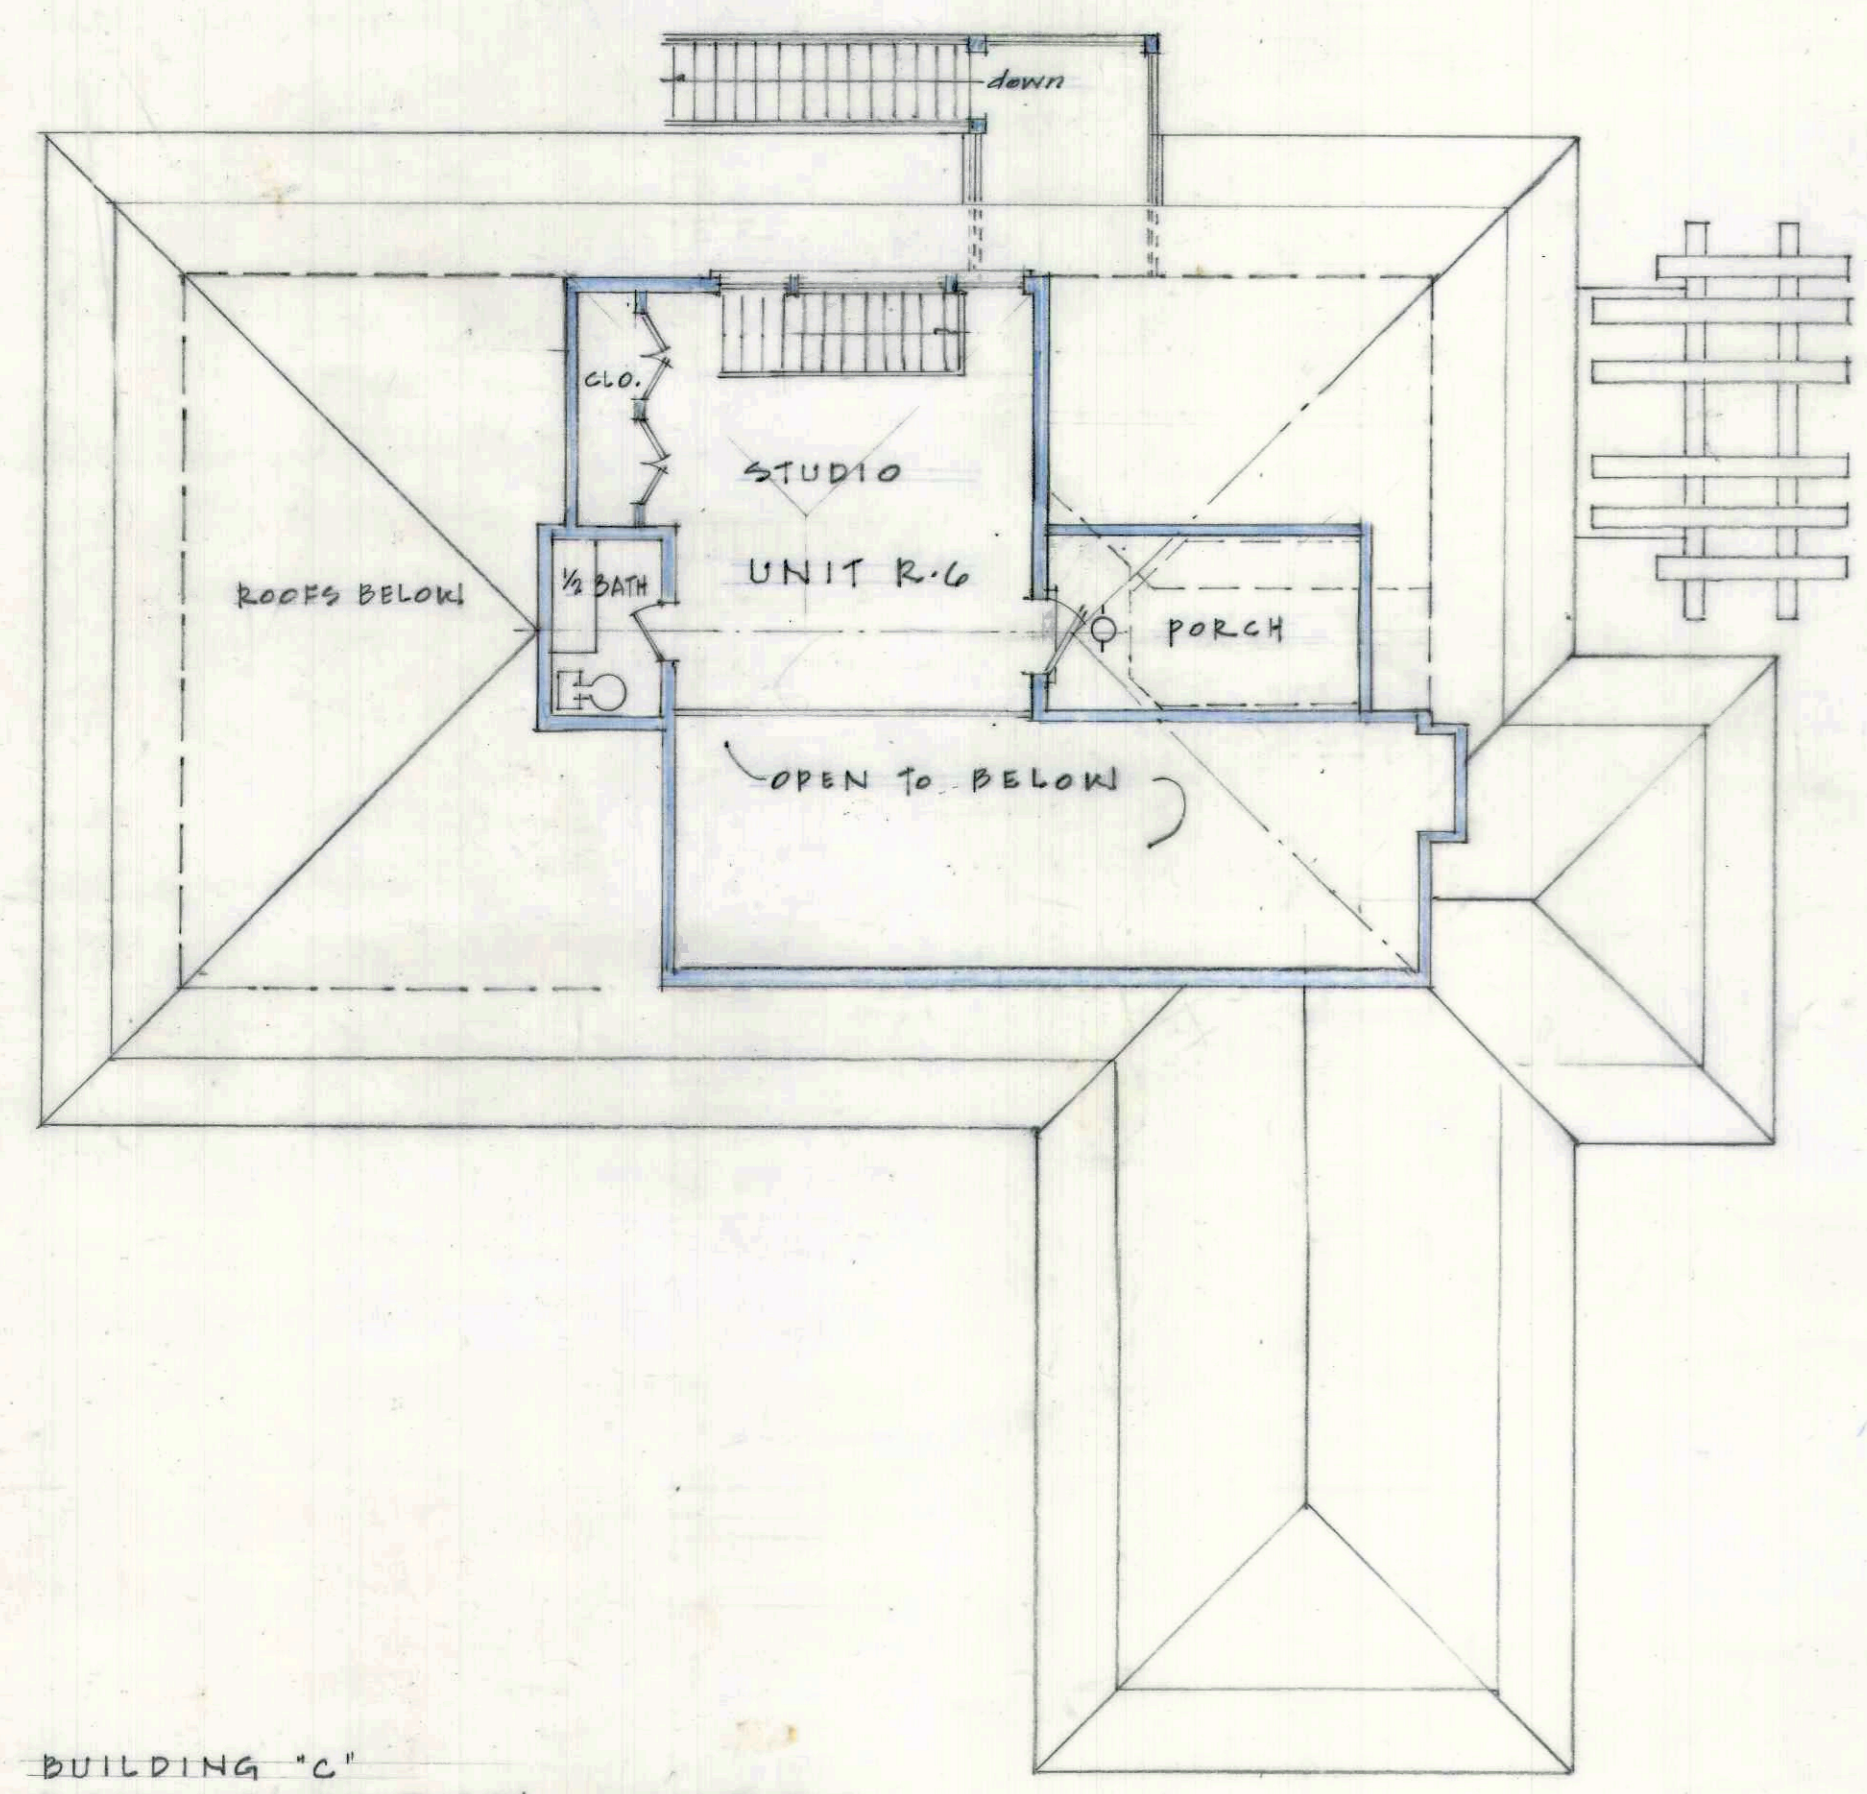 down
CLO.
STUDIO
UNIT R.6
1/2 BATH
ROOFS BELOW
PORCH
OPEN TO BELOW
BUILDING "C"